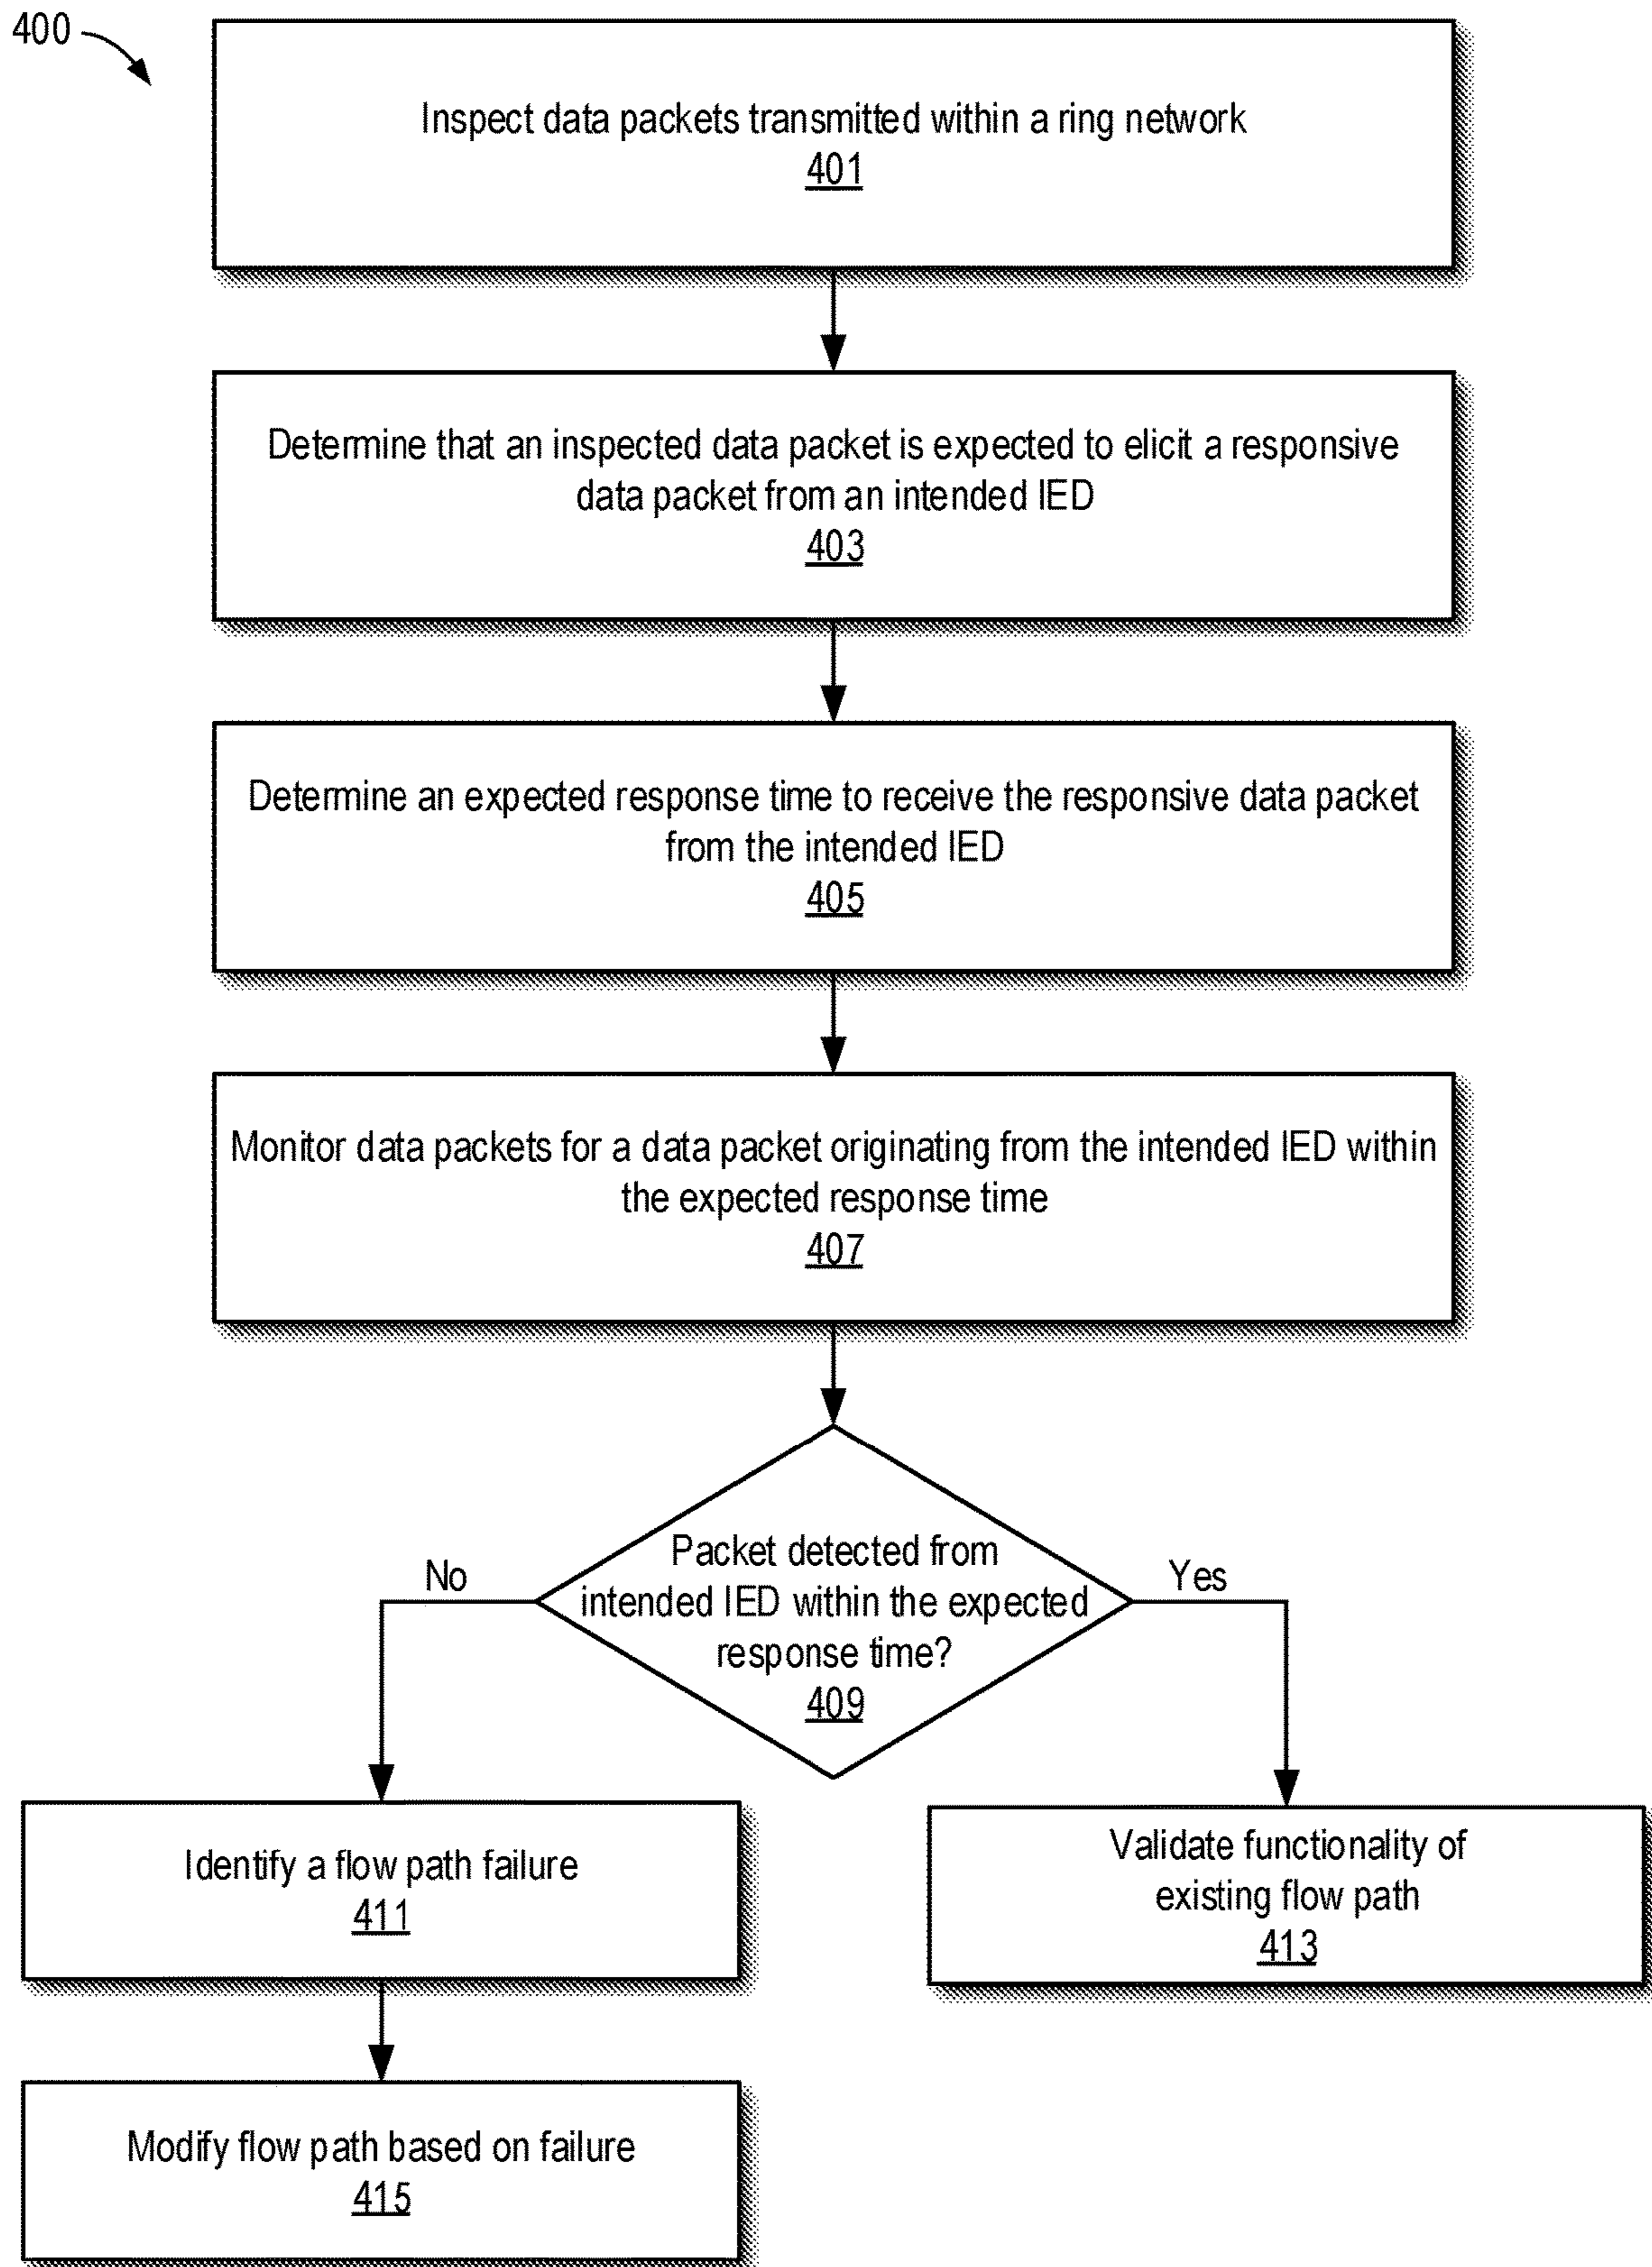 400
Inspect data packets transmitted within a ring network
401
Determine that an inspected data packet is expected to elicit a responsive
data packet from an intended IED
403
Determine an expected response time to receive the responsive data packet
from the intended IED
405
Monitor data packets for a data packet originating from the intended IED within
the expected response time
407
Packet detected from
intended IED within the expected
response time?
409
No
Yes
Identify a flow path failure
411
Validate functionality of
existing flow path
413
Modify flow path based on failure
415